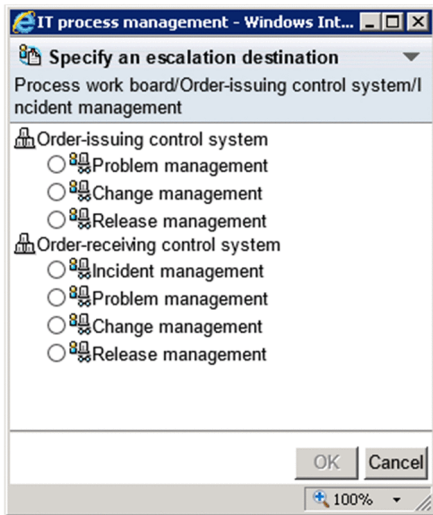 IT process management - Windows Int...
Specify an escalation destination
Process work board/Order-issuing control system/I
ncident management
Order-issuing control system
Problem management
Change management
Release management
Order-receiving control system
Incident management
Problem management
Change management
Release management
OK Cancel
100%